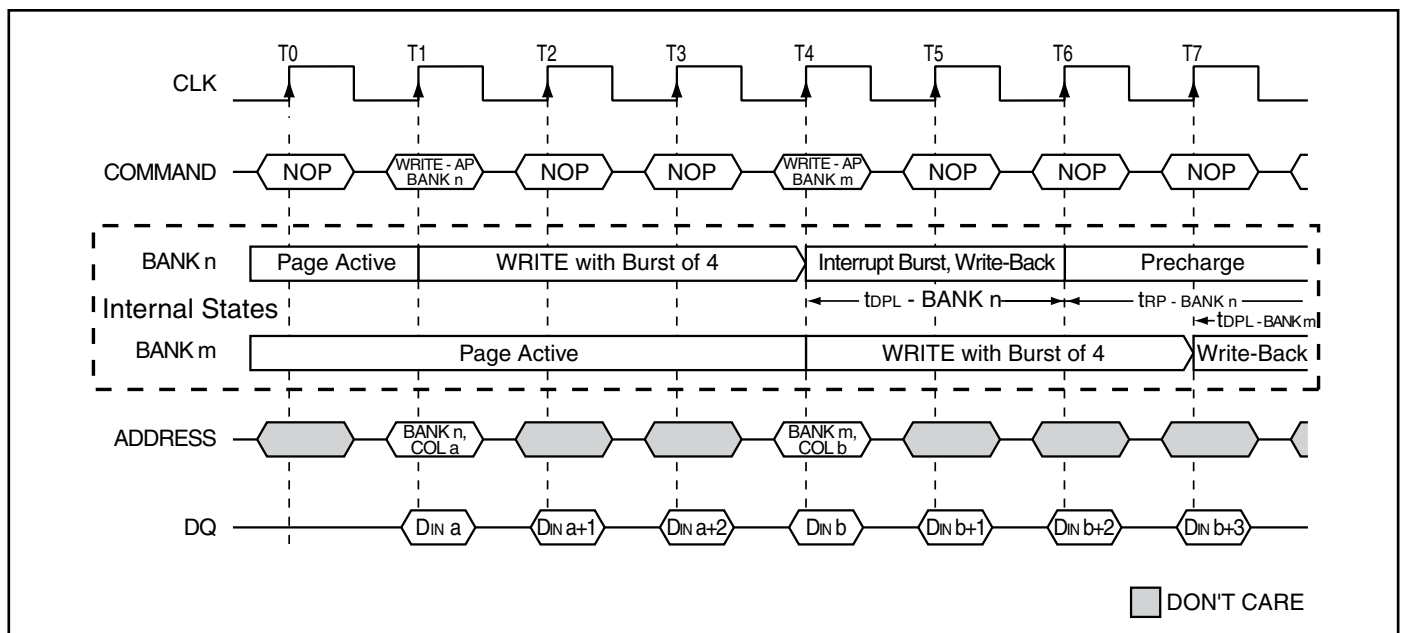 T0 T1 T2 T3 T4 T5 T6 T7
CLK
COMMAND NOP WRITE - AP BANK n NOP NOP WRITE - AP BANK m NOP NOP NOP
BANK n Page Active WRITE with Burst of 4 Interrupt Burst, Write-Back Precharge
Internal States tDPL - BANK n tRP - BANK n
tDPL - BANK m
BANK m Page Active WRITE with Burst of 4 Write-Back
ADDRESS BANK n, COL a BANK m, COL b
DQ DIN a DIN a+1 DIN a+2 DIN b DIN b+1 DIN b+2 DIN b+3
DON'T CARE